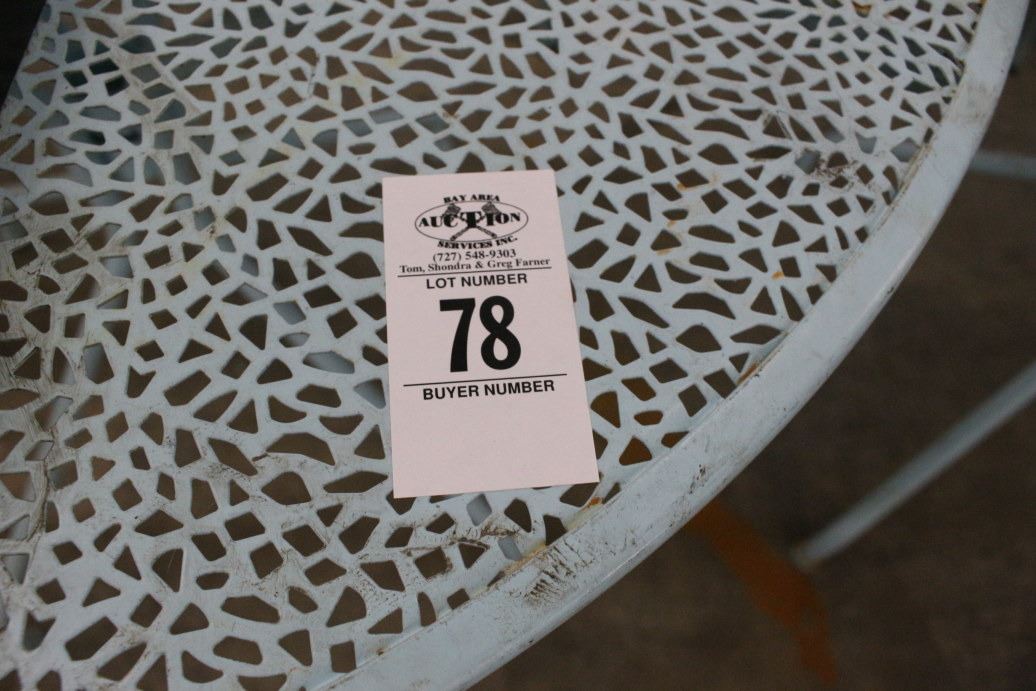 BAY AREA
AUCTION
SERVICES INC.
(727) 548-9303
Tom, Shondra & Greg Farner
LOT NUMBER
78
BUYER NUMBER